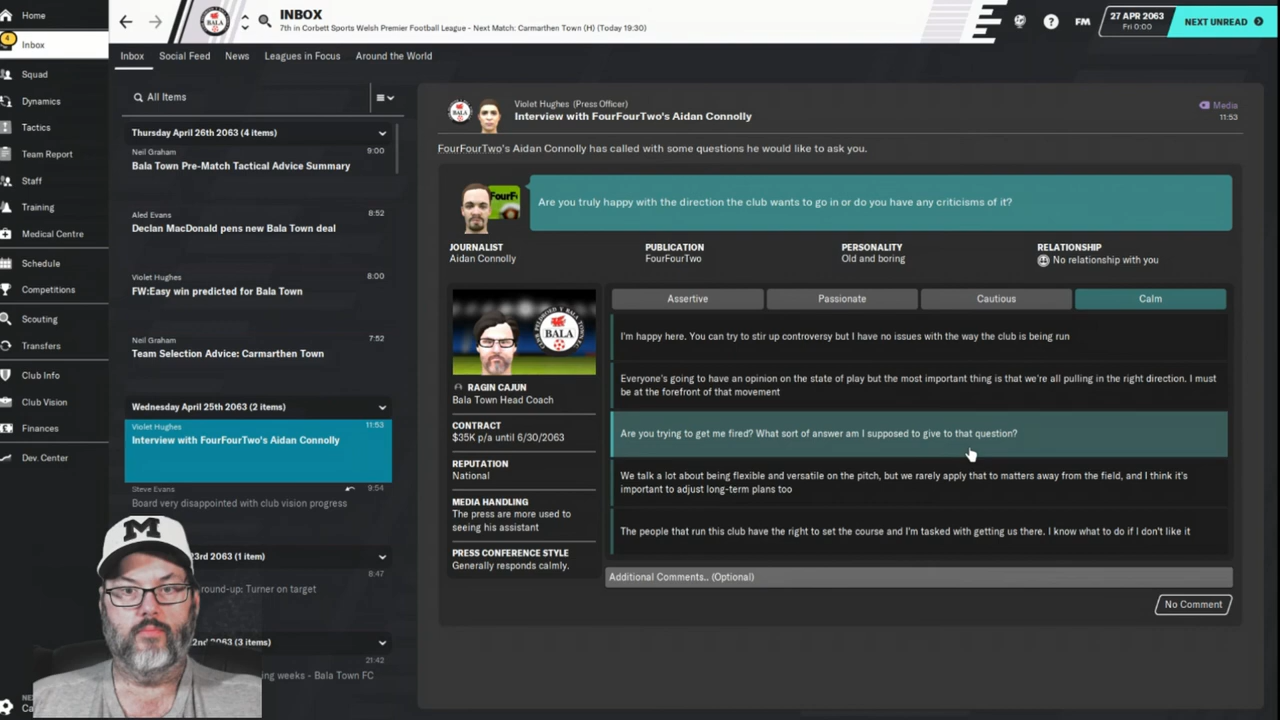 Home
INBOX
7th in Corbett Sports Welsh Premier Football League - Next Match: Carmarthen Town (H) (Today 19:30)
FM
27 APR 2063
Fri 0:00
NEXT UNREAD
4
Inbox
Squad
Dynamics
Tactics
Team Report
Staff
Training
Medical Centre
Schedule
Competitions
Scouting
Transfers
Club Info
Club Vision
Finances
Dev. Center
Inbox
Social Feed
News
Leagues in Focus
Around the World
All Items
Thursday April 26th 2063 (4 items)
Neil Graham
9:00
Bala Town Pre-Match Tactical Advice Summary
Aled Evans
8:52
Declan MacDonald pens new Bala Town deal
Violet Hughes
8:00
FW:Easy win predicted for Bala Town
Neil Graham
7:52
Team Selection Advice: Carmarthen Town
Wednesday April 25th 2063 (2 items)
Violet Hughes
11:53
Interview with FourFourTwo's Aidan Connolly
Steve Evans
9:54
Board very disappointed with club vision progress
23rd 2063 (1 item)
8:47
round-up: Turner on target
2nd 2063 (3 items)
21:42
ing weeks - Bala Town FC
M
BALA
Violet Hughes (Press Officer)
Interview with FourFourTwo's Aidan Connolly
Media
11:53
FourFourTwo's Aidan Connolly has called with some questions he would like to ask you.
FourF
Are you truly happy with the direction the club wants to go in or do you have any criticisms of it?
JOURNALIST
Aidan Connolly
PUBLICATION
FourFourTwo
PERSONALITY
Old and boring
RELATIONSHIP
No relationship with you
BALA
RAGIN CAJUN
Bala Town Head Coach
CONTRACT
$35K p/a until 6/30/2063
REPUTATION
National
MEDIA HANDLING
The press are more used to
seeing his assistant
PRESS CONFERENCE STYLE
Generally responds calmly.
Assertive
Passionate
Cautious
Calm
I'm happy here. You can try to stir up controversy but I have no issues with the way the club is being run
Everyone's going to have an opinion on the state of play but the most important thing is that we're all pulling in the right direction. I must
be at the forefront of that movement
Are you trying to get me fired? What sort of answer am I supposed to give to that question?
We talk a lot about being flexible and versatile on the pitch, but we rarely apply that to matters away from the field, and I think it's
important to adjust long-term plans too
The people that run this club have the right to set the course and I'm tasked with getting us there. I know what to do if I don't like it
Additional Comments.. (Optional)
No Comment